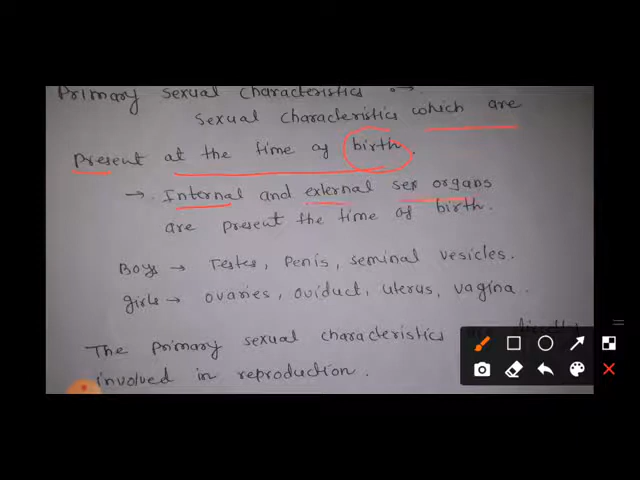 Primary sexual characteristics :→
sexual characteristics which are
Present at the time of birth.
→ Internal and external sex organs
are present the time of birth.
Boys → Testes, Penis, seminal vesicles.
Girls → ovaries, oviduct, uterus, vagina.
The primary sexual characteristics are directly
involved in reproduction.